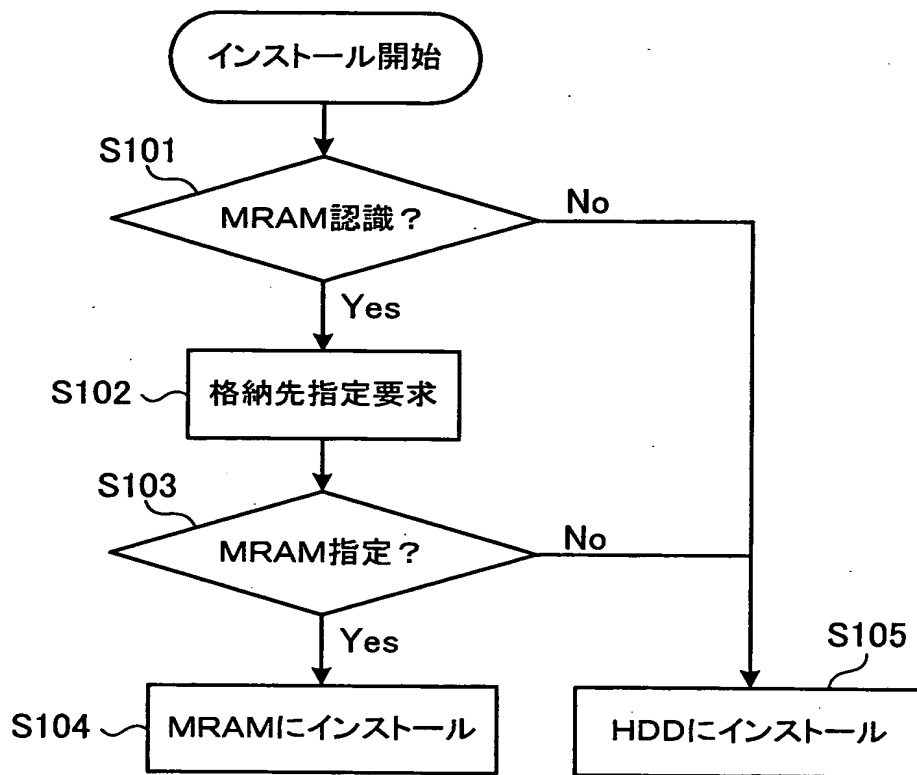 インストール開始
S101
MRAM認識？
No
Yes
S102
格納先指定要求
S103
MRAM指定？
No
Yes
S104
MRAMにインストール
S105
HDDにインストール